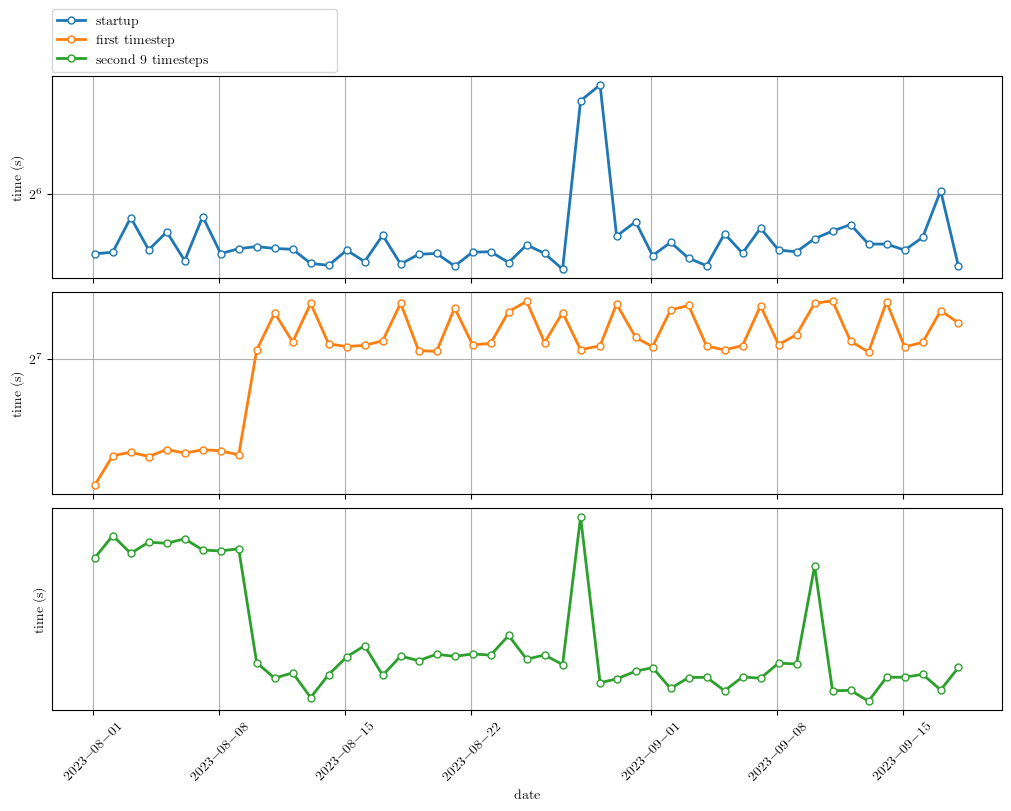 startup
first timestep
second 9 timesteps
time (s)
2^6
time (s)
2^7
time (s)
2023−08−01
2023−08−08
2023−08−15
2023−08−22
2023−09−01
2023−09−08
2023−09−15
date